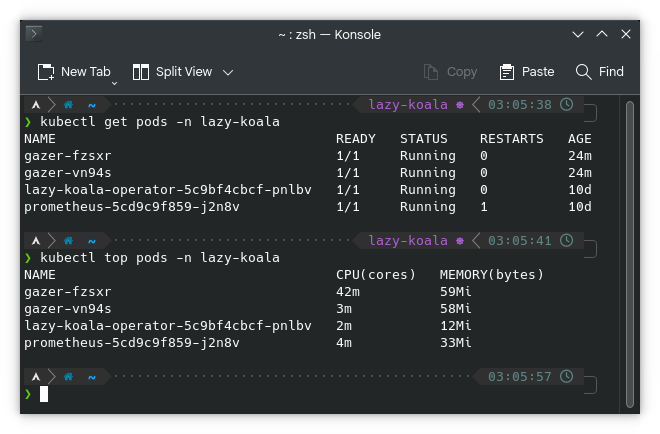 ~ : zsh — Konsole
New Tab Split View Copy Paste Find
~ lazy-koala 03:05:38
❯ kubectl get pods -n lazy-koala
NAME READY STATUS RESTARTS AGE
gazer-fzsxr 1/1 Running 0 24m
gazer-vn94s 1/1 Running 0 24m
lazy-koala-operator-5c9bf4cbcf-pnlbv 1/1 Running 0 10d
prometheus-5cd9c9f859-j2n8v 1/1 Running 1 10d
~ lazy-koala 03:05:41
❯ kubectl top pods -n lazy-koala
NAME CPU(cores) MEMORY(bytes)
gazer-fzsxr 42m 59Mi
gazer-vn94s 3m 58Mi
lazy-koala-operator-5c9bf4cbcf-pnlbv 2m 12Mi
prometheus-5cd9c9f859-j2n8v 4m 33Mi
~ 03:05:57
❯